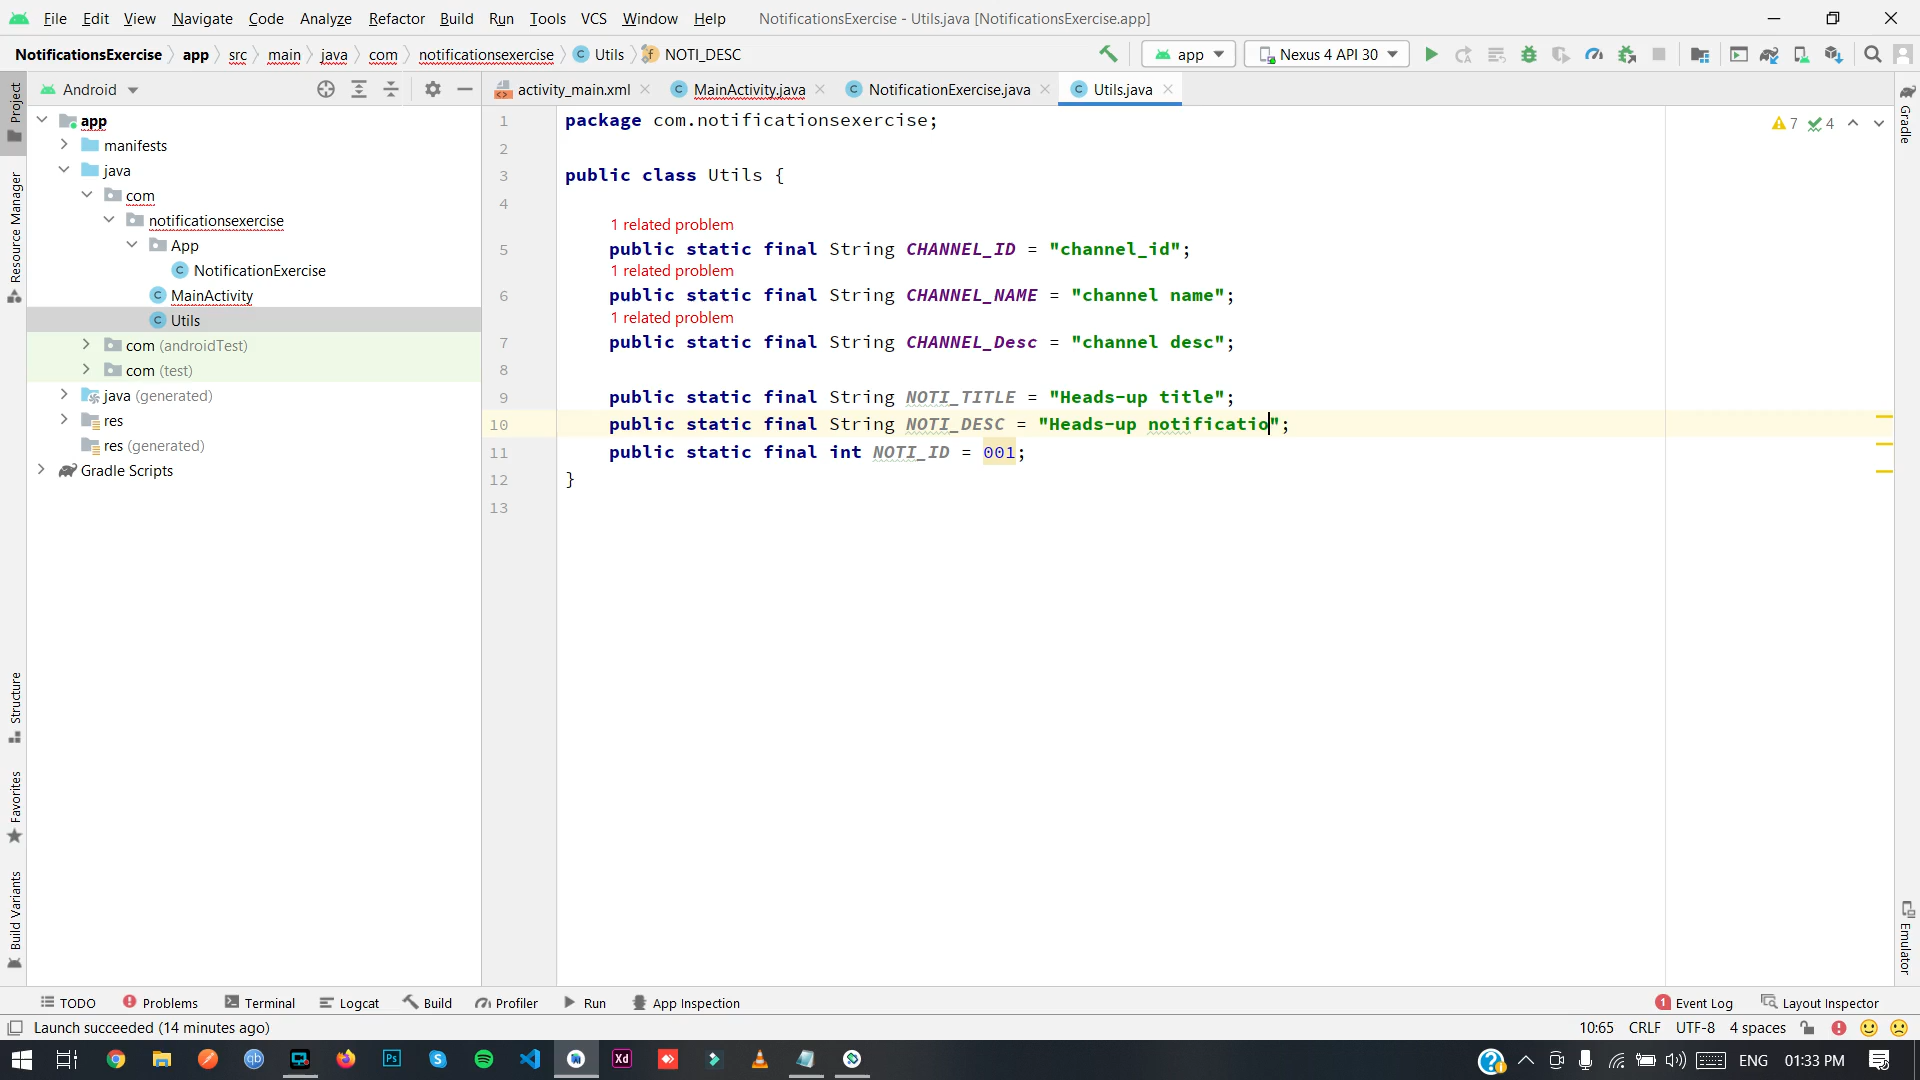 File Edit View Navigate Code Analyze Refactor Build Run Tools VCS Window Help NotificationsExercise - Utils.java [NotificationsExercise.app]
NotificationsExercise app src main java com notificationsexercise Utils NOTI_DESC app Nexus 4 API 30
Android activity_main.xml MainActivity.java NotificationExercise.java Utils.java
Project
Resource Manager
Structure
Favorites
Build Variants
app
manifests
java
com
notificationsexercise
App
NotificationExercise
MainActivity
Utils
com (androidTest)
com (test)
java (generated)
res
res (generated)
Gradle Scripts
7 4
1 package com.notificationsexercise;
2
3 public class Utils {
4
1 related problem
5 public static final String CHANNEL_ID = "channel_id";
1 related problem
6 public static final String CHANNEL_NAME = "channel name";
1 related problem
7 public static final String CHANNEL_Desc = "channel desc";
8
9 public static final String NOTI_TITLE = "Heads-up title";
10 public static final String NOTI_DESC = "Heads-up notificatio";
11 public static final int NOTI_ID = 001;
12 }
13
Gradle
Emulator
TODO Problems Terminal Logcat Build Profiler Run App Inspection 1 Event Log Layout Inspector
Launch succeeded (14 minutes ago) 10:65 CRLF UTF-8 4 spaces
qb Ps Xd ENG 01:33 PM